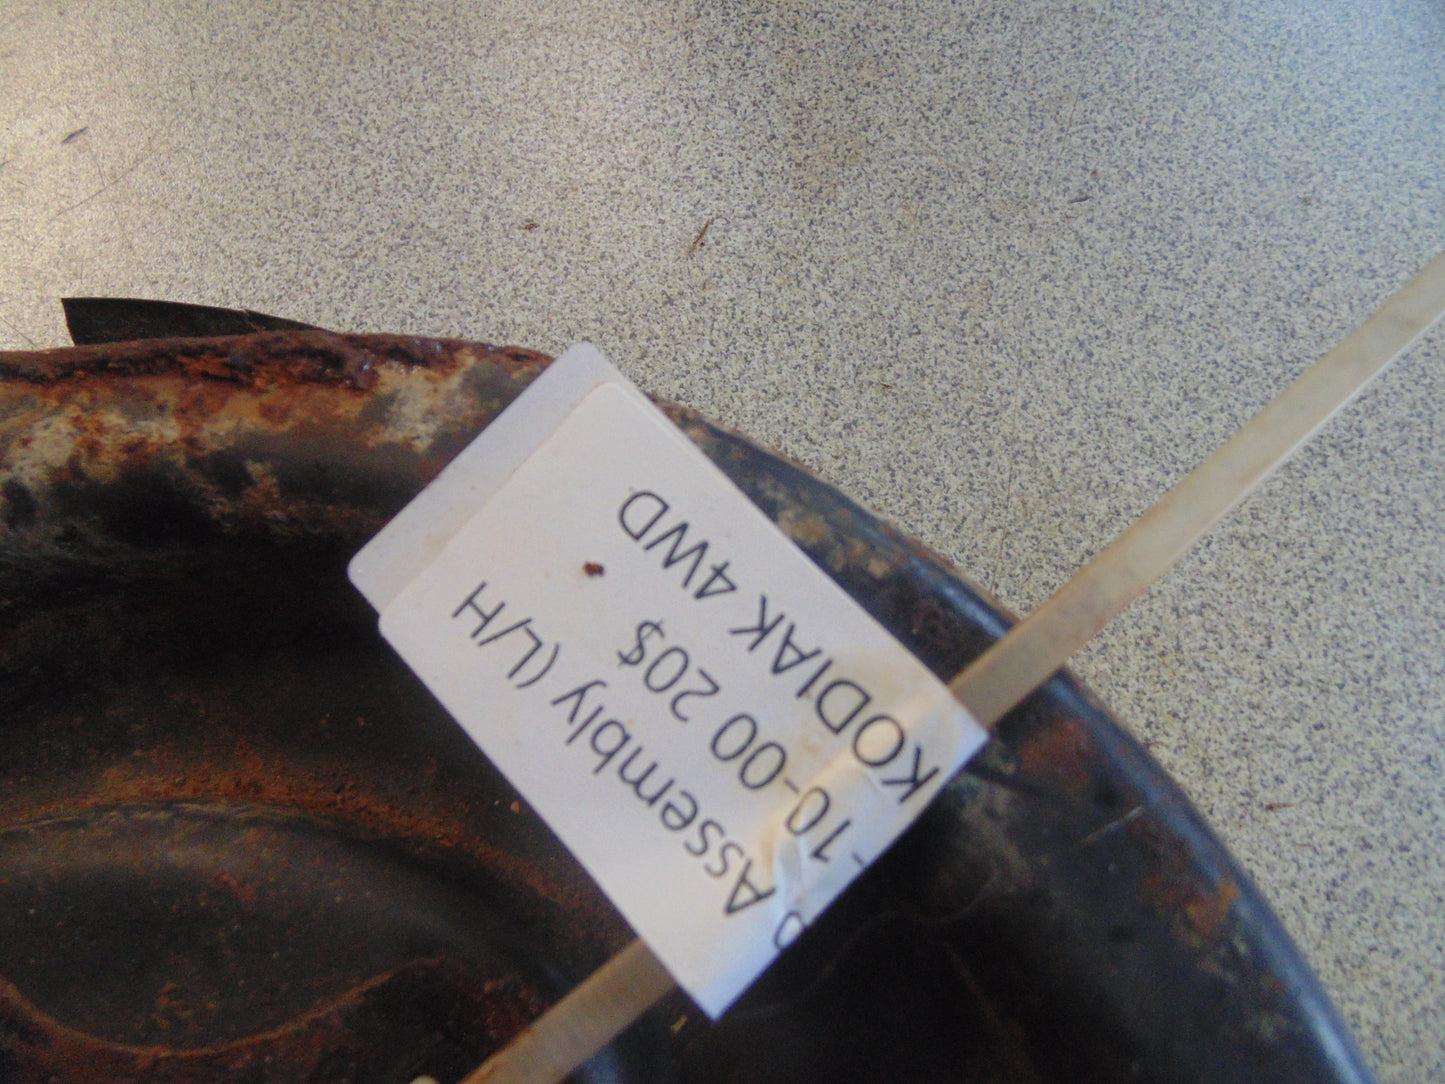 Assembly (L/H
-10-00 20$
KODIAK 4WD